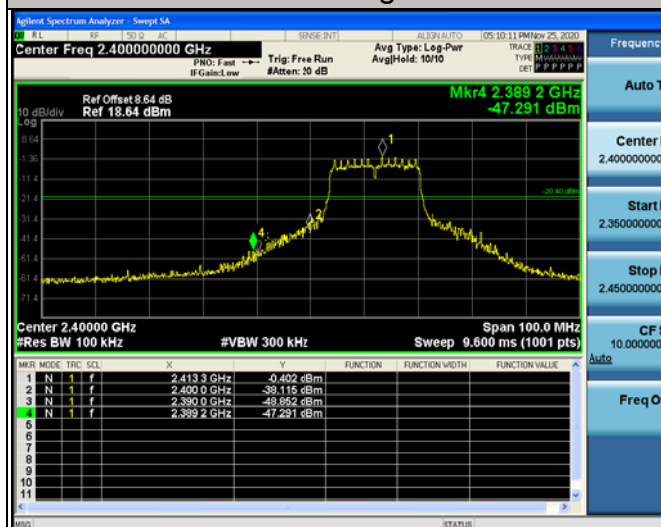 Agilent Spectrum Analyzer - Swept SA
RL RF 50 Ω AC SENSE:INT ALIGN AUTO 05:10:11 PM Nov 25, 2020
Center Freq 2.400000000 GHz
PNO: Fast Trig: Free Run
IFGain:Low #Atten: 20 dB
Avg Type: Log-Pwr
Avg|Hold: 10/10
TRACE 1 2 3 4 5 6
TYPE M
DET P P P P P P
Ref Offset 8.64 dB
Ref 18.64 dBm
10 dB/div
Log
Mkr4 2.389 2 GHz
-47.291 dBm
8.64
-1.36
-11.4
-21.4
-31.4
-41.4
-51.4
-61.4
-71.4
1
2
4
-20.40 dBm
Center 2.40000 GHz
Span 100.0 MHz
#Res BW 100 kHz #VBW 300 kHz Sweep 9.600 ms (1001 pts)
MKR MODE TRC SCL X Y FUNCTION FUNCTION WIDTH FUNCTION VALUE
1 N 1 f 2.413 3 GHz -0.402 dBm
2 N 1 f 2.400 0 GHz -38.115 dBm
3 N 1 f 2.390 0 GHz -48.852 dBm
4 N 1 f 2.389 2 GHz -47.291 dBm
5
6
7
8
9
10
11
MSG STATUS
Frequency
Auto T
Center
2.40000000
Start
2.35000000
Stop
2.45000000
CF
10.000000
Auto
Freq O